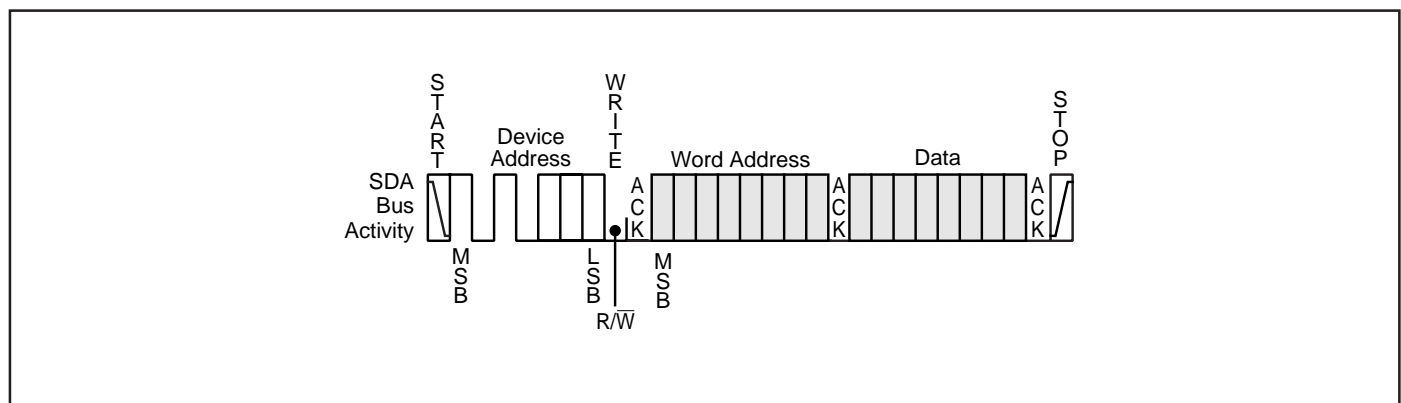 START
WRITE
STOP
Device
Address
Word Address
Data
SDA
Bus
Activity
ACK
ACK
ACK
MSB
LSB
MSB
R/W̅